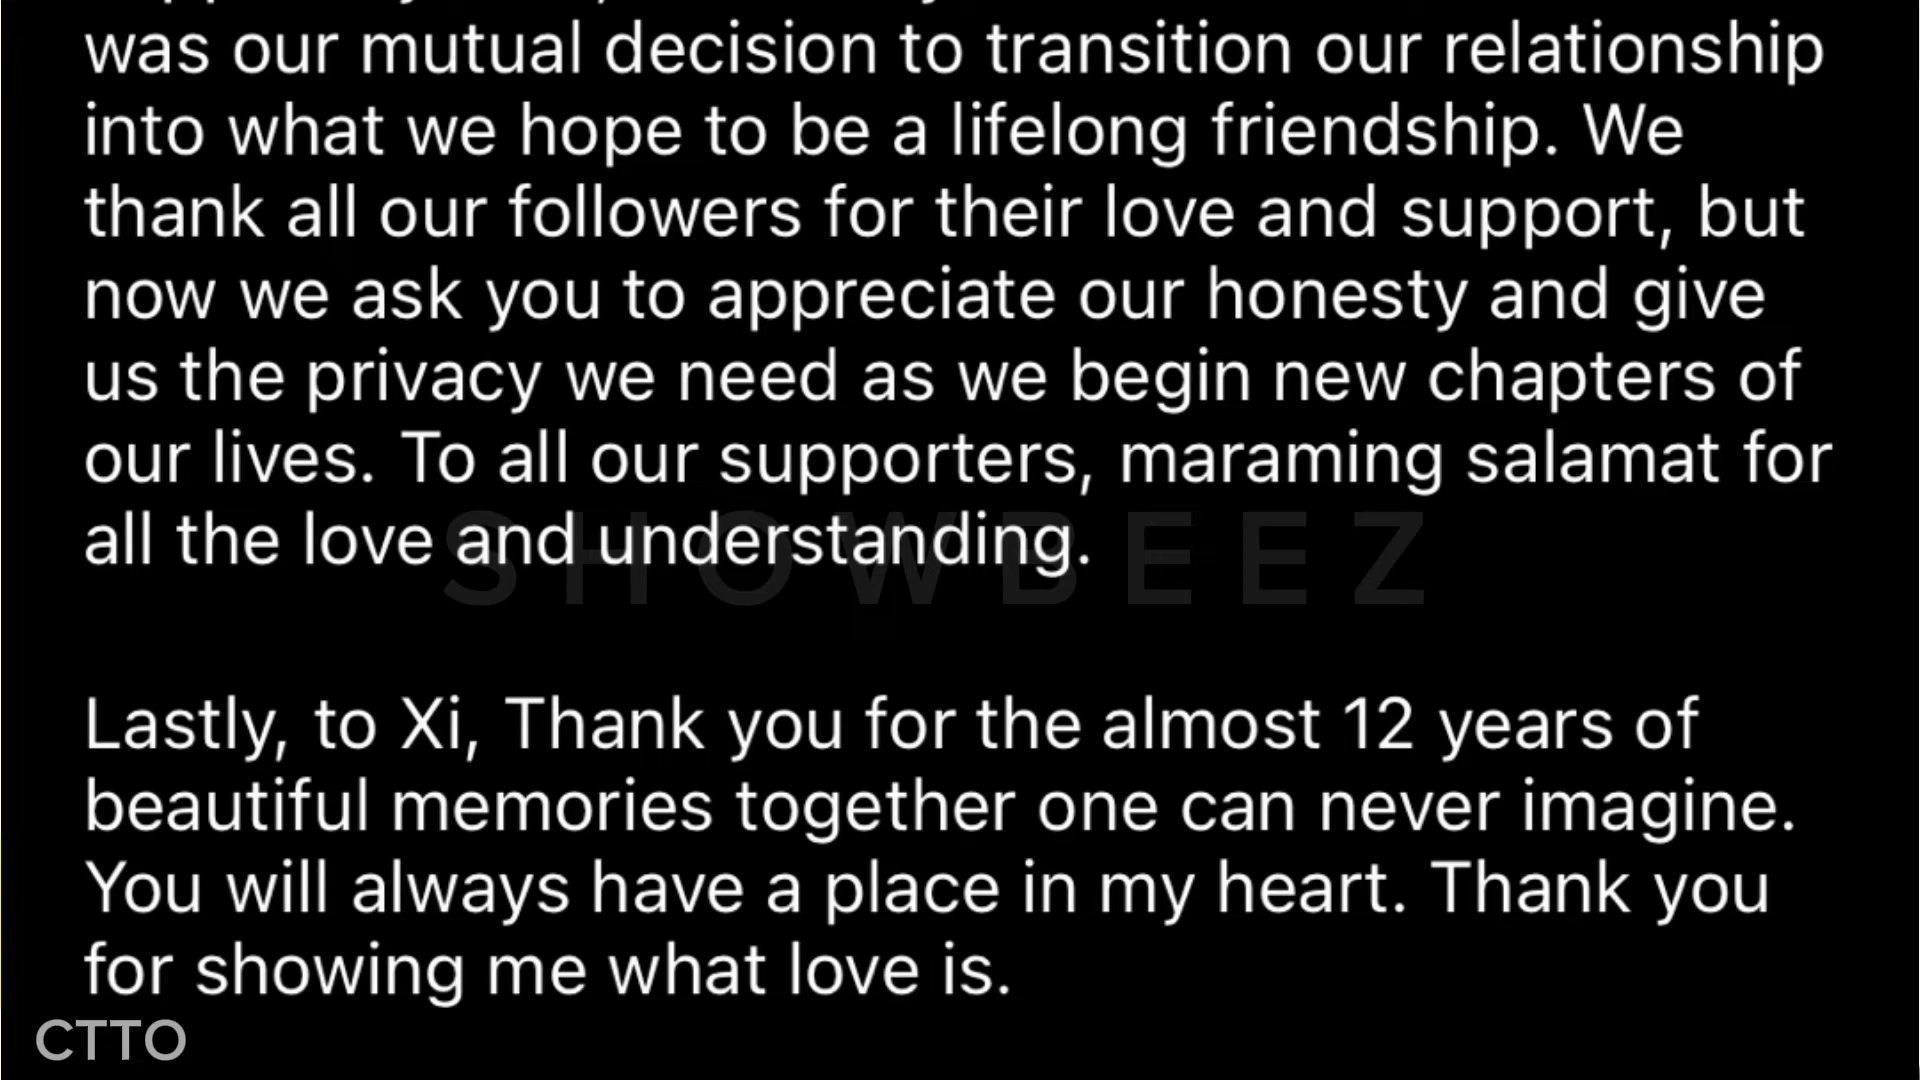 was our mutual decision to transition our relationship
into what we hope to be a lifelong friendship. We
thank all our followers for their love and support, but
now we ask you to appreciate our honesty and give
us the privacy we need as we begin new chapters of
our lives. To all our supporters, maraming salamat for
all the love and understanding.
SHOWBEEZ
Lastly, to Xi, Thank you for the almost 12 years of
beautiful memories together one can never imagine.
You will always have a place in my heart. Thank you
for showing me what love is.
CTTO